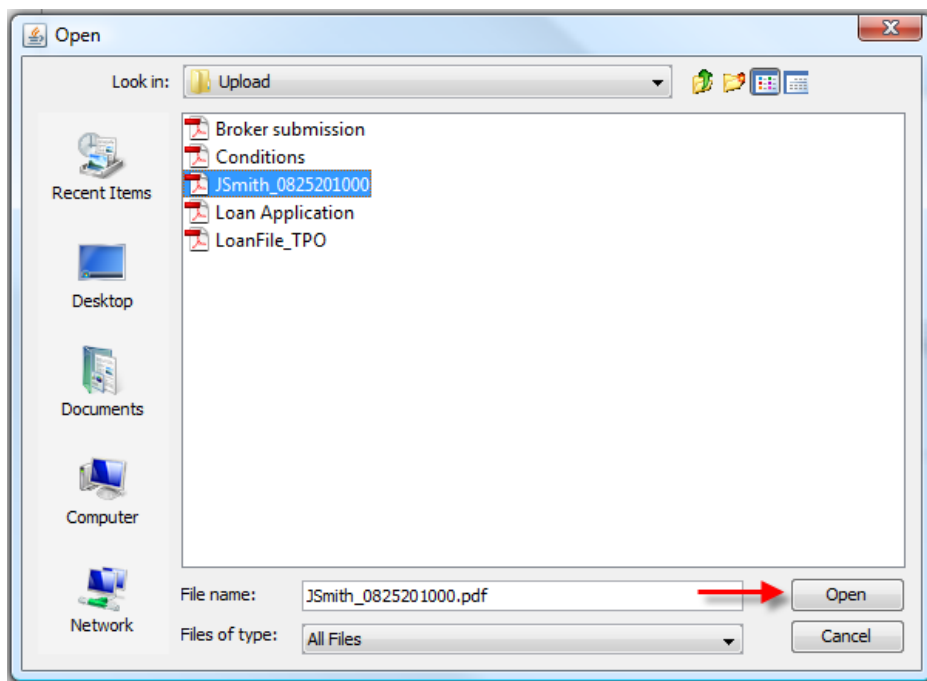 Open
Look in: Upload
Broker submission
Conditions
JSmith_0825201000
Loan Application
LoanFile_TPO
Recent Items
Desktop
Documents
Computer
Network
File name: JSmith_0825201000.pdf Open
Files of type: All Files Cancel